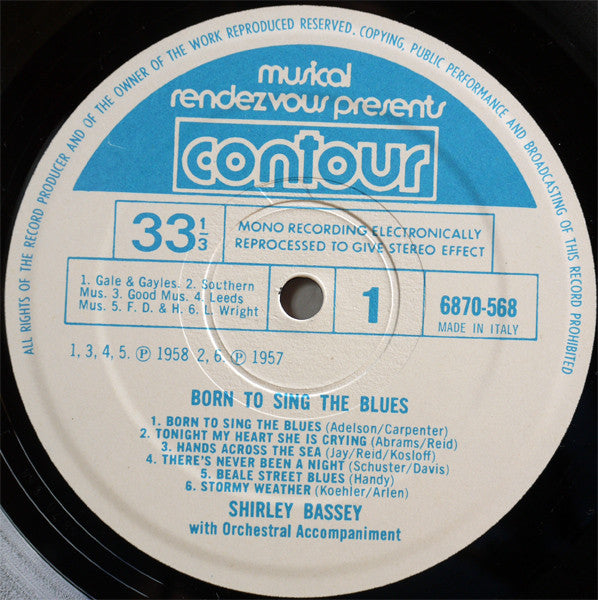 ALL RIGHTS OF THE RECORD PRODUCER AND OF THE OWNER OF THE WORK REPRODUCED RESERVED. COPYING, PUBLIC PERFORMANCE AND BROADCASTING OF THIS RECORD PROHIBITED
musical
rendezvous presents
contour
33 1/3
MONO RECORDING ELECTRONICALLY
REPROCESSED TO GIVE STEREO EFFECT
1. Gale & Gayles. 2. Southern
Mus. 3. Good Mus. 4. Leeds
Mus. 5. F. D. & H. 6. L. Wright
1
6870-568
MADE IN ITALY
1, 3, 4, 5. ℗ 1958 2, 6. ℗ 1957
BORN TO SING THE BLUES
1. BORN TO SING THE BLUES (Adelson/Carpenter)
2. TONIGHT MY HEART SHE IS CRYING (Abrams/Reid)
3. HANDS ACROSS THE SEA (Jay/Reid/Kosloff)
4. THERE'S NEVER BEEN A NIGHT (Schuster/Davis)
5. BEALE STREET BLUES (Handy)
6. STORMY WEATHER (Koehler/Arlen)
SHIRLEY BASSEY
with Orchestral Accompaniment